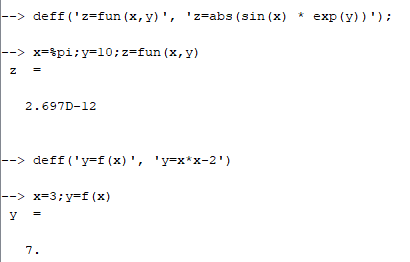 --> deff('z=fun(x,y)', 'z=abs(sin(x) * exp(y))');
--> x=%pi;y=10;z=fun(x,y)
z  =
2.697D-12
--> deff('y=f(x)', 'y=x*x-2')
--> x=3;y=f(x)
y  =
7.